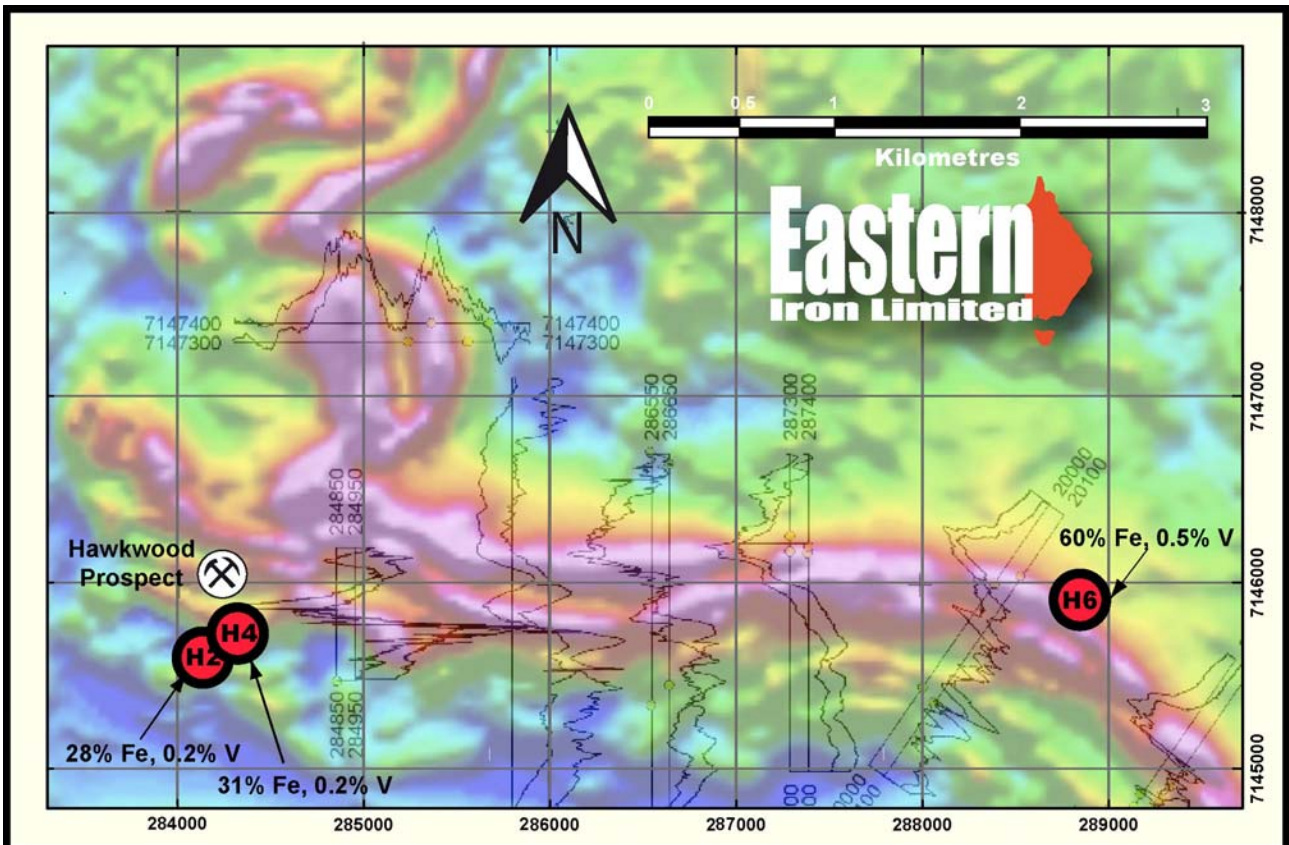 0 0.5 1 2 3
Kilometres
N
Eastern
Iron Limited
7148000
7147400
7147300
7147400
7147300
7147000
286550
286650
287300
287400
20000
20100
284850
284950
Hawkwood
Prospect
60% Fe, 0.5% V
7146000
H6
H4
H2
284850
284950
28% Fe, 0.2% V
31% Fe, 0.2% V
7145000
284000 285000 286000 287000 288000 289000